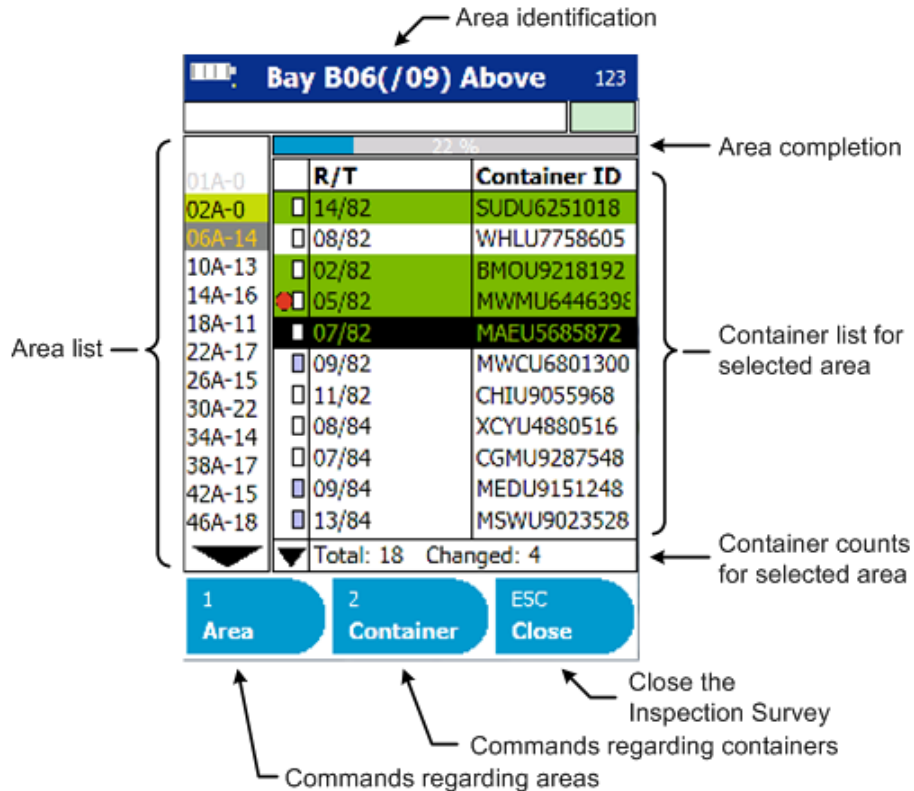 Area identification
Bay B06(/09) Above 123
22 %
Area completion
R/T Container ID
01A-0
02A-0
06A-14
10A-13
14A-16
18A-11
22A-17
26A-15
30A-22
34A-14
38A-17
42A-15
46A-18
14/82 SUDU6251018
08/82 WHLU7758605
02/82 BMOU9218192
05/82 MWMU6446398
07/82 MAEU5685872
09/82 MWCU6801300
11/82 CHIU9055968
08/84 XCYU4880516
07/84 CGMU9287548
09/84 MEDU9151248
13/84 MSWU9023528
Area list
Container list for
selected area
Total: 18 Changed: 4
Container counts
for selected area
1
Area
2
Container
ESC
Close
Close the
Inspection Survey
Commands regarding containers
Commands regarding areas